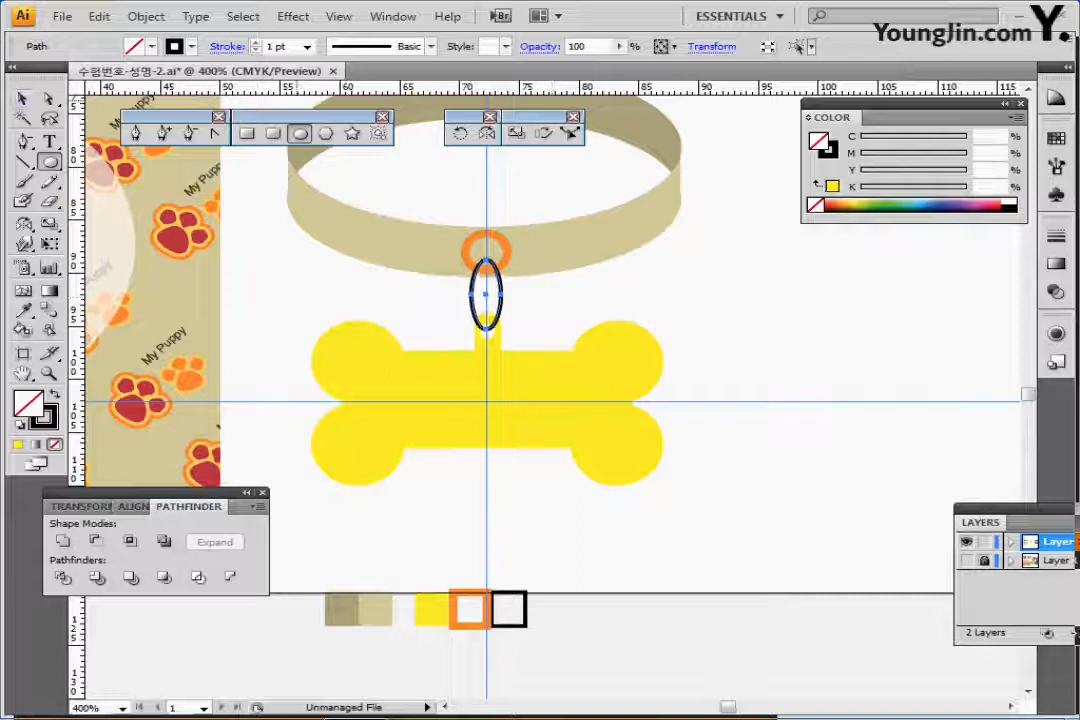 Ai File Edit Object Type Select Effect View Window Help Br ESSENTIALS
YoungJin.com Y.
Path Stroke: 1 pt Basic Style: Opacity: 100 % Transform
수험번호-성명-2.ai* @ 400% (CMYK/Preview)
45 50 55 60 65 70 75 80 85 90 95 100 105 110 115
COLOR
C %
M %
Y %
K %
My Puppy
My Puppy
TRANSFORM ALIGN PATHFINDER
Shape Modes:
Expand
Pathfinders:
LAYERS
Layer
Layer
2 Layers
400% 1 Unmanaged File